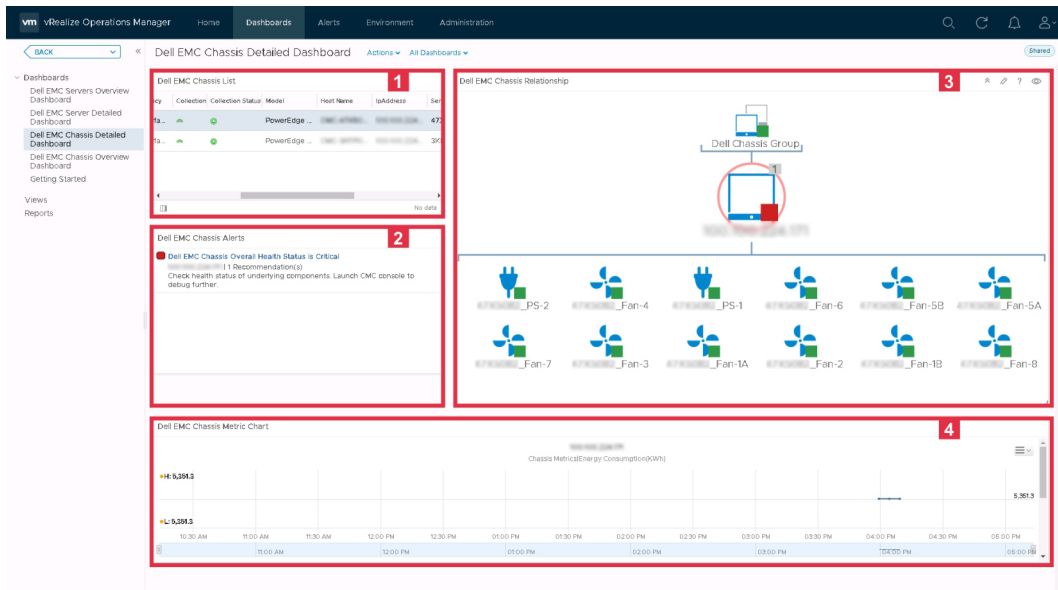 vm vRealize Operations Manager Home Dashboards Alerts Environment Administration
BACK
Dell EMC Chassis Detailed Dashboard Actions All Dashboards Shared
Dashboards
Dell EMC Servers Overview
Dashboard
Dell EMC Server Detailed
Dashboard
Dell EMC Chassis Detailed
Dashboard
Dell EMC Chassis Overview
Dashboard
Getting Started
Views
Reports
Dell EMC Chassis List 1
cy Collection Collection Status Model Host Name IpAddress Ser
fa... PowerEdge ... 47
fa... PowerEdge ... 3K
No data
Dell EMC Chassis Alerts 2
Dell EMC Chassis Overall Health Status is Critical
| 1 Recommendation(s)
Check health status of underlying components. Launch CMC console to
debug further.
Dell EMC Chassis Relationship 3 ?
Dell Chassis Group
1
_PS-2 _Fan-4 _PS-1 _Fan-6 _Fan-5B _Fan-5A
_Fan-7 _Fan-3 _Fan-1A _Fan-2 _Fan-1B _Fan-8
Dell EMC Chassis Metric Chart 4
Chassis Metrics|Energy Consumption(KWh)
H: 5,351.3
5,351.3
L: 5,351.3
10:30 AM 11:00 AM 11:30 AM 12:00 PM 12:30 PM 01:00 PM 01:30 PM 02:00 PM 02:30 PM 03:00 PM 03:30 PM 04:00 PM 04:30 PM 05:00 PM
11:00 AM 12:00 PM 01:00 PM 02:00 PM 03:00 PM 04:00 PM 05:00 PM